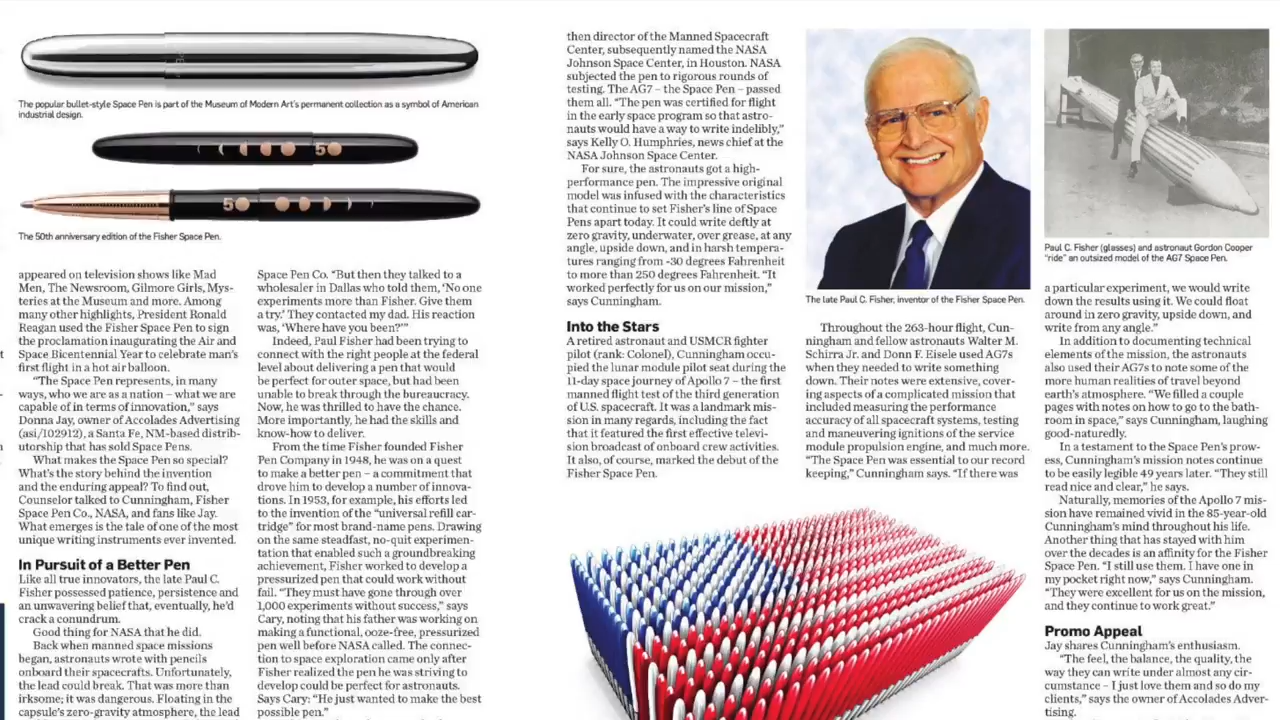 The popular bullet-style Space Pen is part of the Museum of Modern Art's permanent collection as a symbol of American
industrial design.
50
50
The 50th anniversary edition of the Fisher Space Pen.
appeared on television shows like Mad
Men, The Newsroom, Gilmore Girls, Mys-
teries at the Museum and more. Among
many other highlights, President Ronald
Reagan used the Fisher Space Pen to sign
the proclamation inaugurating the Air and
Space Bicentennial Year to celebrate man's
first flight in a hot air balloon.
"The Space Pen represents, in many
ways, who we are as a nation – what we are
capable of in terms of innovation," says
Donna Jay, owner of Accolades Advertising
(asi/102912), a Santa Fe, NM-based distrib-
utorship that has sold Space Pens.
What makes the Space Pen so special?
What's the story behind the invention
and the enduring appeal? To find out,
Counselor talked to Cunningham, Fisher
Space Pen Co., NASA, and fans like Jay.
What emerges is the tale of one of the most
unique writing instruments ever invented.
In Pursuit of a Better Pen
Like all true innovators, the late Paul C.
Fisher possessed patience, persistence and
an unwavering belief that, eventually, he'd
crack a conundrum.
Good thing for NASA that he did.
Back when manned space missions
began, astronauts wrote with pencils
onboard their spacecrafts. Unfortunately,
the lead could break. That was more than
irksome; it was dangerous. Floating in the
capsule's zero-gravity atmosphere, the lead
Space Pen Co. "But then they talked to a
wholesaler in Dallas who told them, 'No one
experiments more than Fisher. Give them
a try.' They contacted my dad. His reaction
was, 'Where have you been?'"
Indeed, Paul Fisher had been trying to
connect with the right people at the federal
level about delivering a pen that would
be perfect for outer space, but had been
unable to break through the bureaucracy.
Now, he was thrilled to have the chance.
More importantly, he had the skills and
know-how to deliver.
From the time Fisher founded Fisher
Pen Company in 1948, he was on a quest
to make a better pen – a commitment that
drove him to develop a number of innova-
tions. In 1953, for example, his efforts led
to the invention of the "universal refill car-
tridge" for most brand-name pens. Drawing
on the same steadfast, no-quit experimen-
tation that enabled such a groundbreaking
achievement, Fisher worked to develop a
pressurized pen that could work without
fail. "They must have gone through over
1,000 experiments without success," says
Cary, noting that his father was working on
making a functional, ooze-free, pressurized
pen well before NASA called. The connec-
tion to space exploration came only after
Fisher realized the pen he was striving to
develop could be perfect for astronauts.
Says Cary: "He just wanted to make the best
possible pen."
then director of the Manned Spacecraft
Center, subsequently named the NASA
Johnson Space Center, in Houston. NASA
subjected the pen to rigorous rounds of
testing. The AG7 – the Space Pen – passed
them all. "The pen was certified for flight
in the early space program so that astro-
nauts would have a way to write indelibly,"
says Kelly O. Humphries, news chief at the
NASA Johnson Space Center.
For sure, the astronauts got a high-
performance pen. The impressive original
model was infused with the characteristics
that continue to set Fisher's line of Space
Pens apart today. It could write deftly at
zero gravity, underwater, over grease, at any
angle, upside down, and in harsh tempera-
tures ranging from -30 degrees Fahrenheit
to more than 250 degrees Fahrenheit. "It
worked perfectly for us on our mission,"
says Cunningham.
Into the Stars
A retired astronaut and USMCR fighter
pilot (rank: Colonel), Cunningham occu-
pied the lunar module pilot seat during the
11-day space journey of Apollo 7 – the first
manned flight test of the third generation
of U.S. spacecraft. It was a landmark mis-
sion in many regards, including the fact
that it featured the first effective televi-
sion broadcast of onboard crew activities.
It also, of course, marked the debut of the
Fisher Space Pen.
The late Paul C. Fisher, inventor of the Fisher Space Pen.
Throughout the 263-hour flight, Cun-
ningham and fellow astronauts Walter M.
Schirra Jr. and Donn F. Eisele used AG7s
when they needed to write something
down. Their notes were extensive, cover-
ing aspects of a complicated mission that
included measuring the performance
accuracy of all spacecraft systems, testing
and maneuvering ignitions of the service
module propulsion engine, and much more.
"The Space Pen was essential to our record
keeping," Cunningham says. "If there was
Paul C. Fisher (glasses) and astronaut Gordon Cooper
"ride" an outsized model of the AG7 Space Pen.
a particular experiment, we would write
down the results using it. We could float
around in zero gravity, upside down, and
write from any angle."
In addition to documenting technical
elements of the mission, the astronauts
also used their AG7s to note some of the
more human realities of travel beyond
earth's atmosphere. "We filled a couple
pages with notes on how to go to the bath-
room in space," says Cunningham, laughing
good-naturedly.
In a testament to the Space Pen's prow-
ess, Cunningham's mission notes continue
to be easily legible 49 years later. "They still
read nice and clear," he says.
Naturally, memories of the Apollo 7 mis-
sion have remained vivid in the 85-year-old
Cunningham's mind throughout his life.
Another thing that has stayed with him
over the decades is an affinity for the Fisher
Space Pen. "I still use them. I have one in
my pocket right now," says Cunningham.
"They were excellent for us on the mission,
and they continue to work great."
Promo Appeal
Jay shares Cunningham's enthusiasm.
"The feel, the balance, the quality, the
way they can write under almost any cir-
cumstance – I just love them and so do my
clients," says the owner of Accolades Adver-
tising.